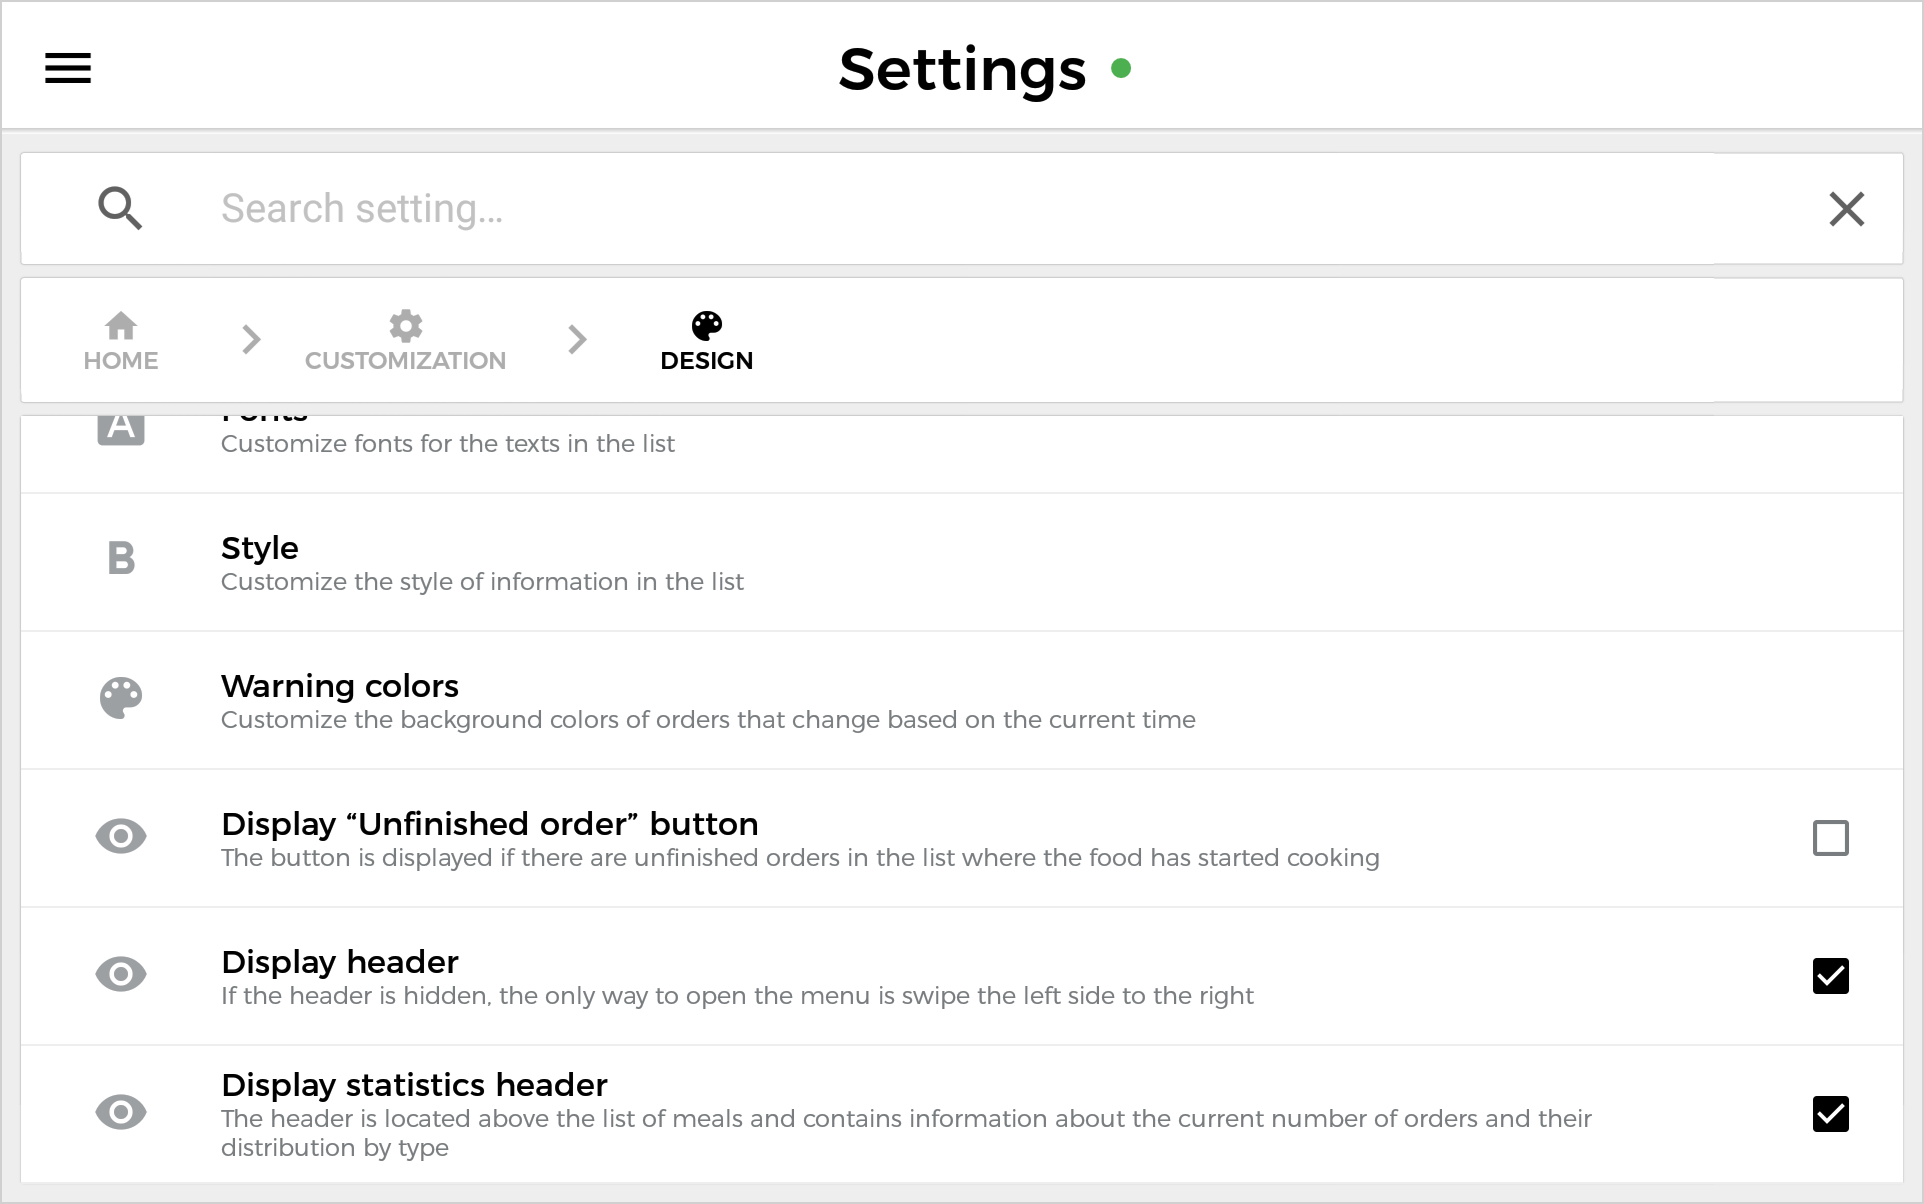 Settings
Search setting...
HOME
CUSTOMIZATION
DESIGN
Fonts
Customize fonts for the texts in the list
Style
Customize the style of information in the list
Warning colors
Customize the background colors of orders that change based on the current time
Display “Unfinished order” button
The button is displayed if there are unfinished orders in the list where the food has started cooking
Display header
If the header is hidden, the only way to open the menu is swipe the left side to the right
Display statistics header
The header is located above the list of meals and contains information about the current number of orders and their
distribution by type